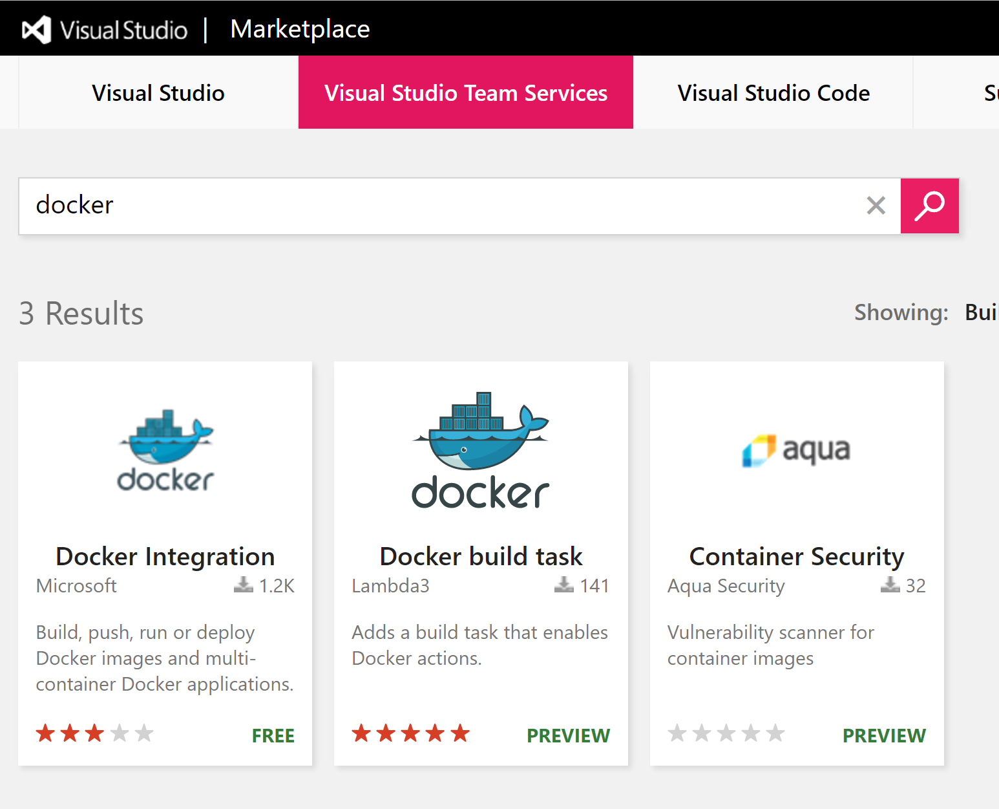 Visual Studio | Marketplace
Visual Studio
Visual Studio Team Services
Visual Studio Code
docker
3 Results
Showing:
docker
Docker Integration
Microsoft
1.2K
Build, push, run or deploy
Docker images and multi-
container Docker applications.
FREE
docker
Docker build task
Lambda3
141
Adds a build task that enables
Docker actions.
PREVIEW
aqua
Container Security
Aqua Security
32
Vulnerability scanner for
container images
PREVIEW